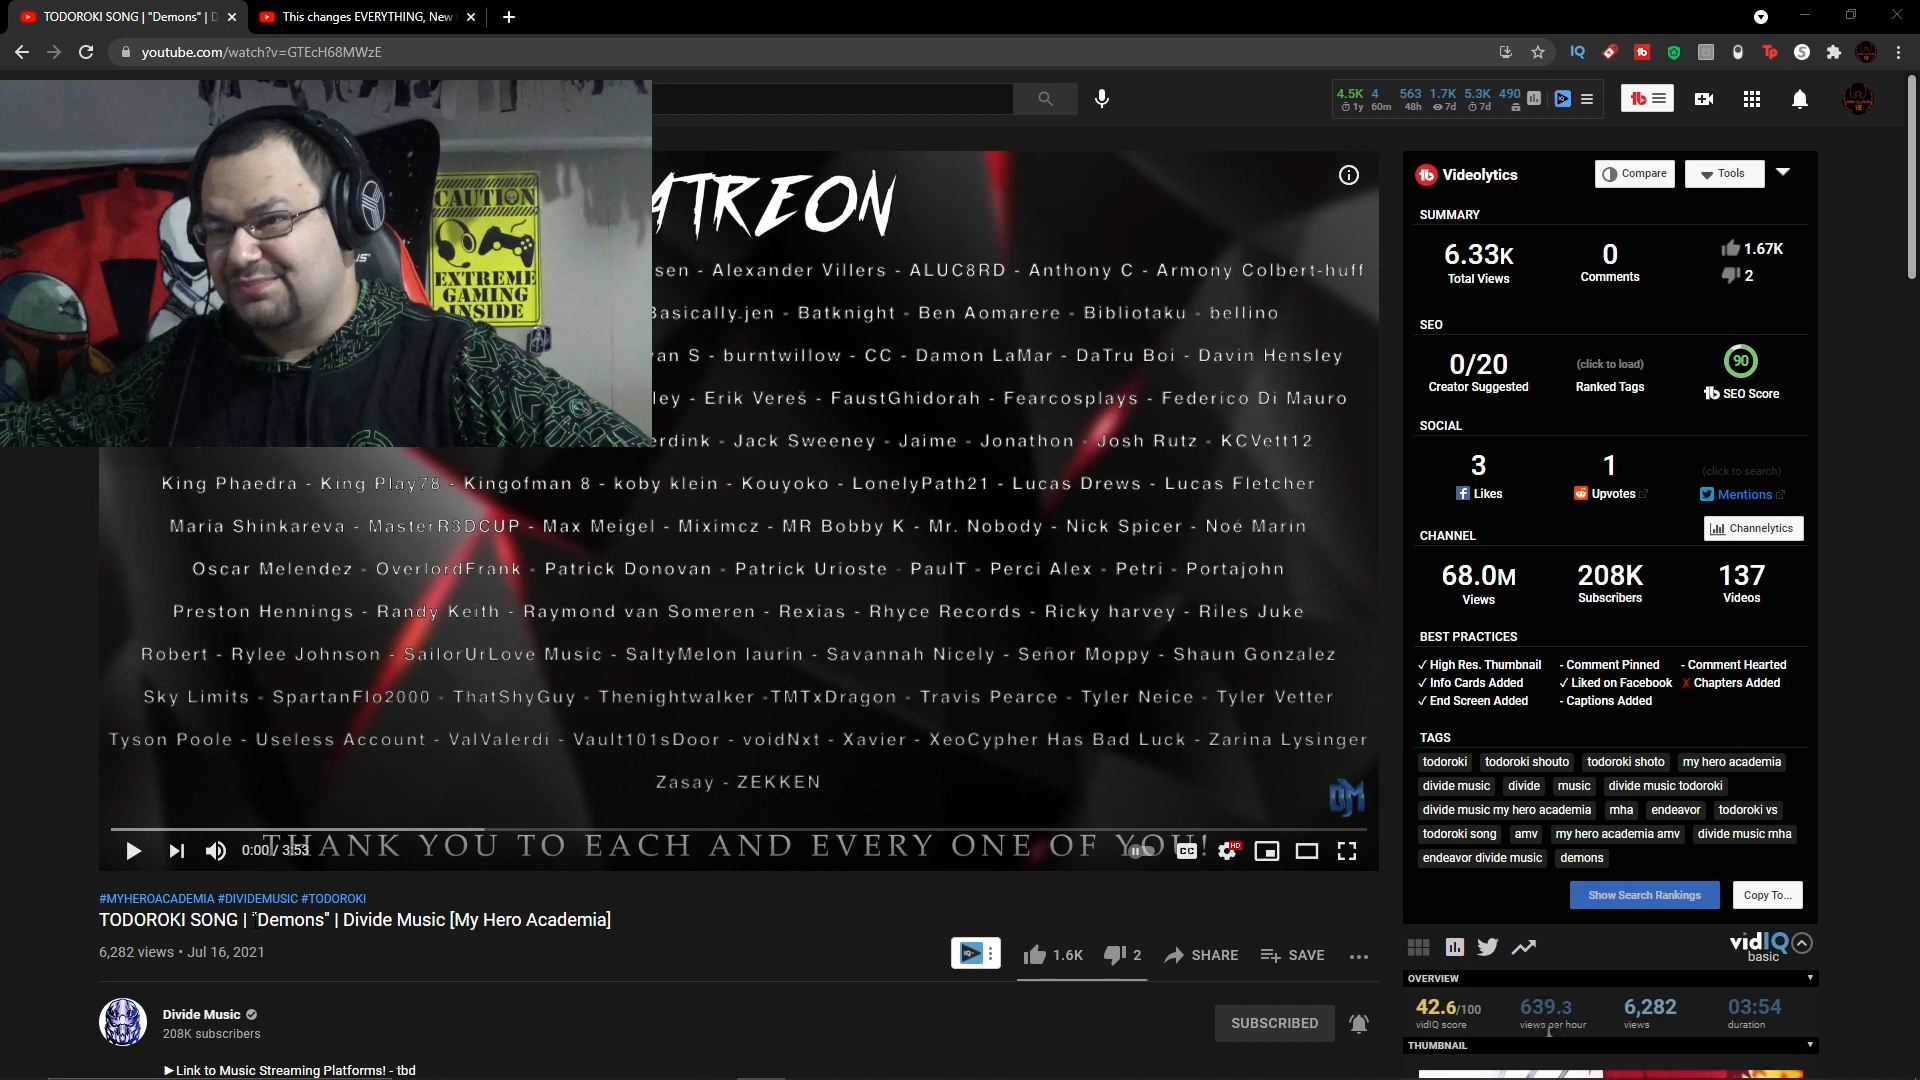 TODOROKI SONG | "Demons" | D
This changes EVERYTHING, New
youtube.com/watch?v=GTEcH68MWzE
4.5K 4 563 1.7K 5.3K 490
1y 60m 48h 7d 7d
CAUTION
EXTREME
GAMING
INSIDE
ATREON
sen - Alexander Villers - ALUC8RD - Anthony C - Armony Colbert-huff
Basically.jen - Batknight - Ben Aomarere - Bibliotaku - bellino
an S - burntwillow - CC - Damon LaMar - DaTru Boi - Davin Hensley
ley - Erik Vereš - FaustGhidorah - Fearcosplays - Federico Di Mauro
erdink - Jack Sweeney - Jaime - Jonathon - Josh Rutz - KCVett12
King Phaedra - King Play78 - Kingofman 8 - koby klein - Kouyoko - LonelyPath21 - Lucas Drews - Lucas Fletcher
Maria Shinkareva - MasterR3DCUP - Max Meigel - Miximcz - MR Bobby K - Mr. Nobody - Nick Spicer - Noé Marin
Oscar Melendez - OverlordFrank - Patrick Donovan - Patrick Urioste - PaulT - Perci Alex - Petri - Portajohn
Preston Hennings - Randy Keith - Raymond van Someren - Rexias - Rhyce Records - Ricky harvey - Riles Juke
Robert - Rylee Johnson - SailorUrLove Music - SaltyMelon laurin - Savannah Nicely - Señor Moppy - Shaun Gonzalez
Sky Limits - SpartanFlo2000 - ThatShyGuy - Thenightwalker -TMTxDragon - Travis Pearce - Tyler Neice - Tyler Vetter
Tyson Poole - Useless Account - ValValerdi - Vault101sDoor - voidNxt - Xavier - XeoCypher Has Bad Luck - Zarina Lysinger
Zasay - ZEKKEN
DM
THANK YOU TO EACH AND EVERY ONE OF YOU!
0:00 / 3:53
CC HD
#MYHEROACADEMIA #DIVIDEMUSIC #TODOROKI
TODOROKI SONG | "Demons" | Divide Music [My Hero Academia]
6,282 views • Jul 16, 2021
1.6K 2 SHARE SAVE
Divide Music
208K subscribers
SUBSCRIBED
►Link to Music Streaming Platforms! - tbd
Videolytics Compare Tools
SUMMARY
6.33K 0 1.67K
Total Views Comments 2
SEO
0/20 (click to load) 90
Creator Suggested Ranked Tags SEO Score
SOCIAL
3 1 (click to search)
Likes Upvotes Mentions
CHANNEL Channelytics
68.0M 208K 137
Views Subscribers Videos
BEST PRACTICES
✓ High Res. Thumbnail - Comment Pinned - Comment Hearted
✓ Info Cards Added ✓ Liked on Facebook ✗ Chapters Added
✓ End Screen Added - Captions Added
TAGS
todoroki todoroki shouto todoroki shoto my hero academia
divide music divide music divide music todoroki
divide music my hero academia mha endeavor todoroki vs
todoroki song amv my hero academia amv divide music mha
endeavor divide music demons
Show Search Rankings Copy To...
vidIQ
basic
OVERVIEW
42.6/100 639.3 6,282 03:54
vidIQ score views per hour views duration
THUMBNAIL